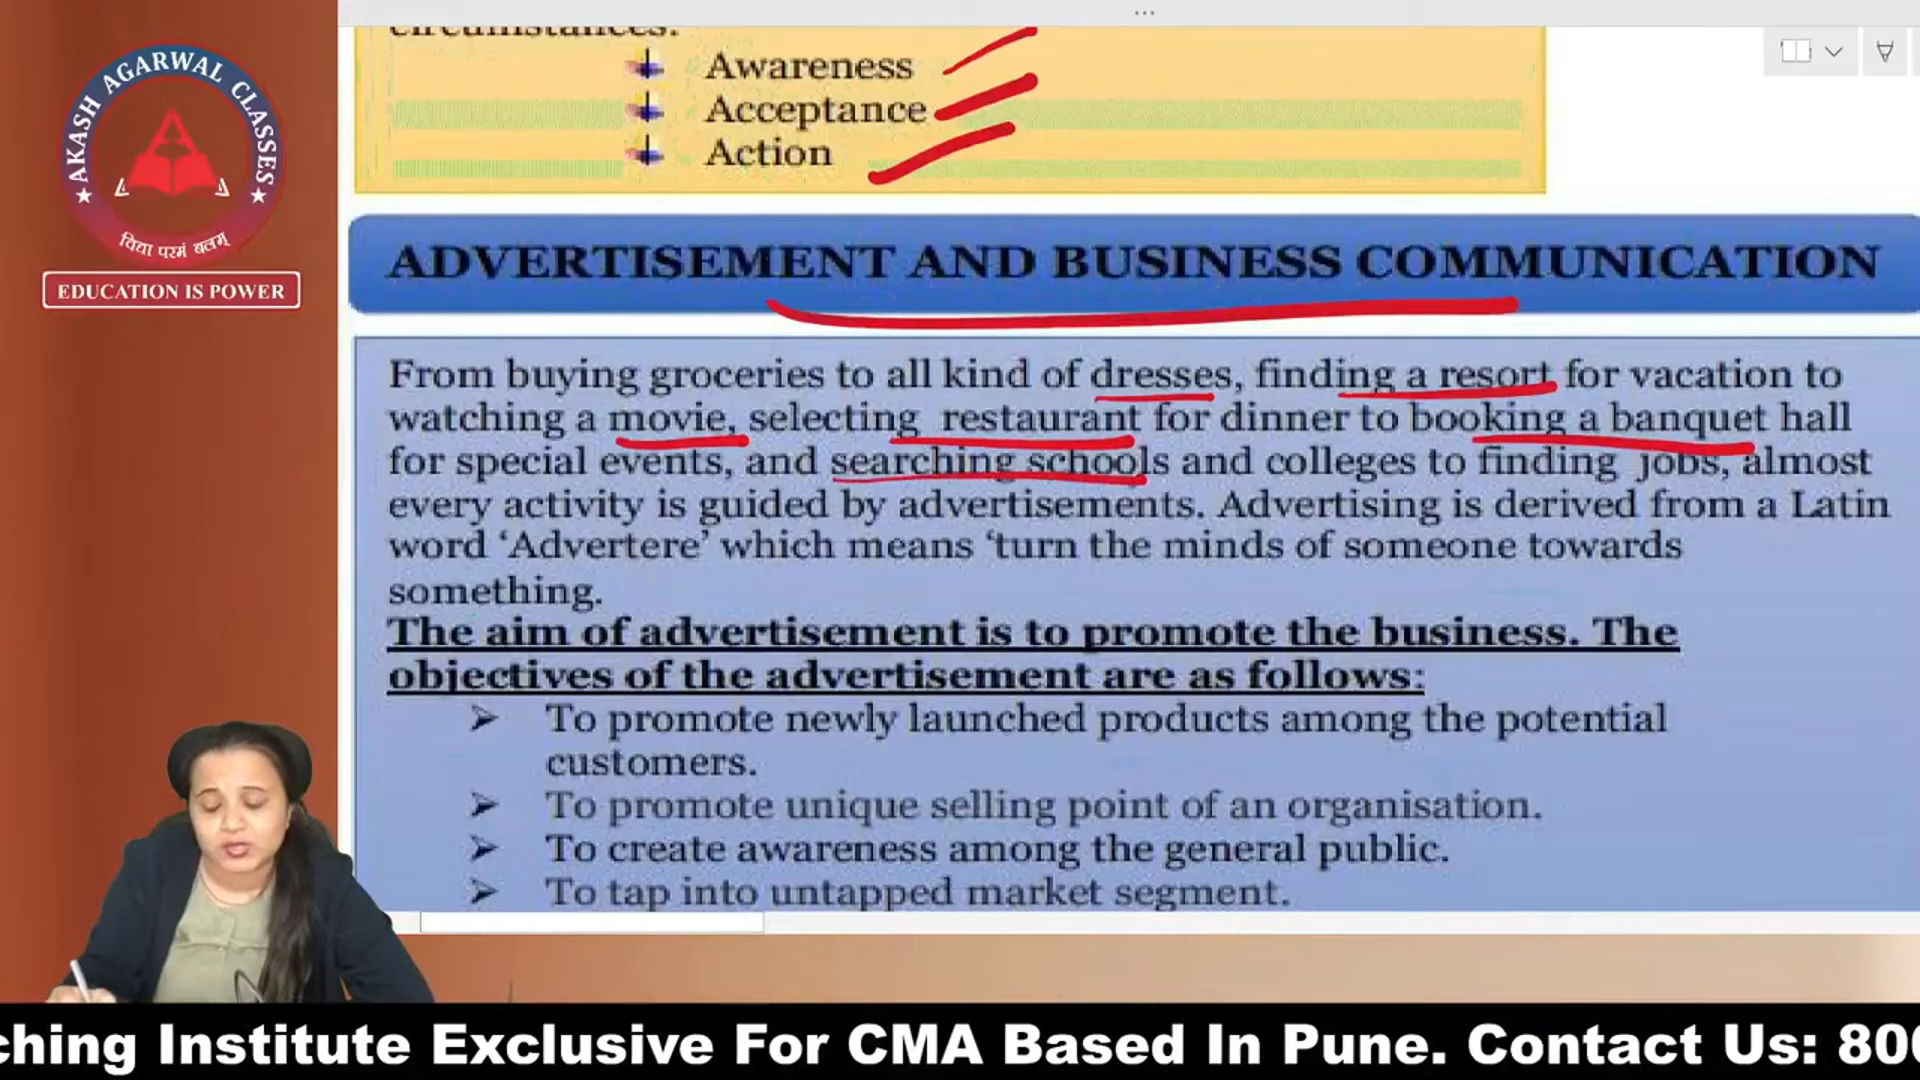 AKASH AGARWAL CLASSES
विद्या परमं बलम्
EDUCATION IS POWER
circumstances:
Awareness
Acceptance
Action
ADVERTISEMENT AND BUSINESS COMMUNICATION
From buying groceries to all kind of dresses, finding a resort for vacation to
watching a movie, selecting restaurant for dinner to booking a banquet hall
for special events, and searching schools and colleges to finding jobs, almost
every activity is guided by advertisements. Advertising is derived from a Latin
word ‘Advertere’ which means ‘turn the minds of someone towards
something.
The aim of advertisement is to promote the business. The
objectives of the advertisement are as follows:
To promote newly launched products among the potential
customers.
To promote unique selling point of an organisation.
To create awareness among the general public.
To tap into untapped market segment.
ching Institute Exclusive For CMA Based In Pune. Contact Us: 800